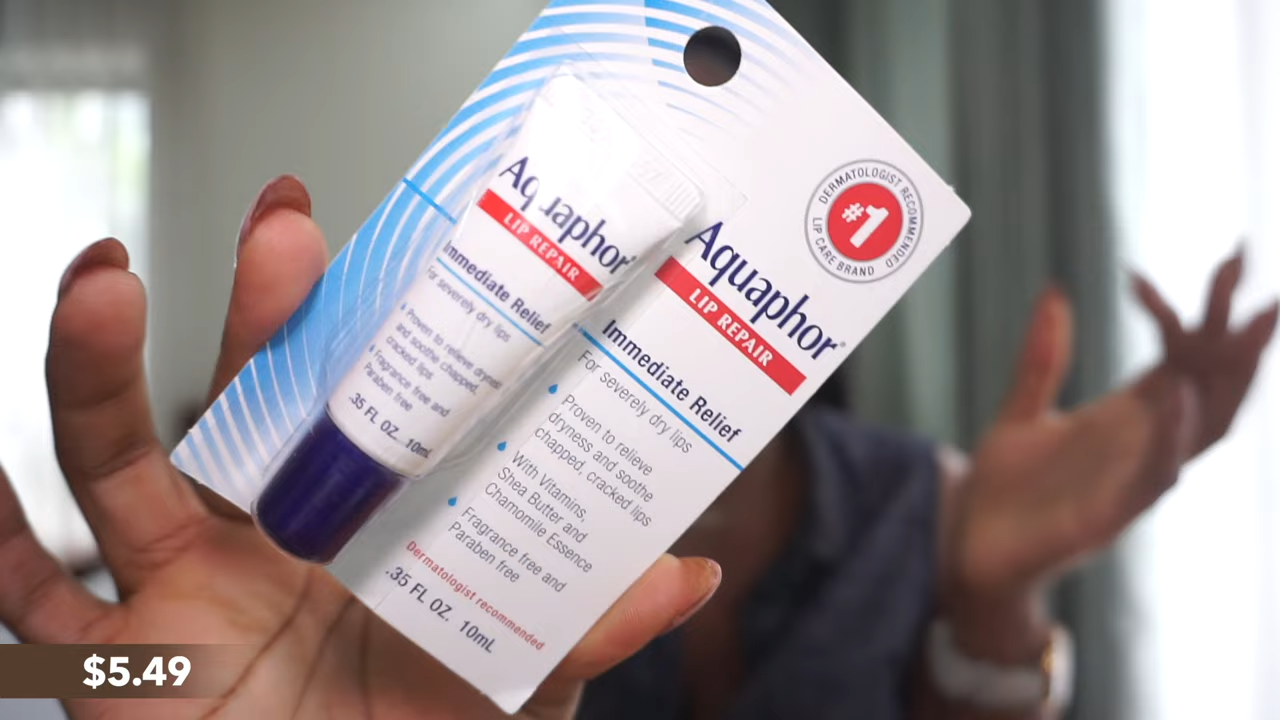 Aquaphor
LIP REPAIR
Immediate Relief
For severely dry lips
Proven to relieve dryness
and soothe chapped,
cracked lips
Fragrance free and
Paraben free
.35 FL OZ. 10mL
DERMATOLOGIST RECOMMENDED
#1
LIP CARE BRAND
Aquaphor®
LIP REPAIR
Immediate Relief
For severely dry lips
Proven to relieve
dryness and soothe
chapped, cracked lips
With Vitamins,
Shea Butter and
Chamomile Essence
Fragrance free and
Paraben free
Dermatologist recommended
.35 FL OZ. 10mL
$5.49